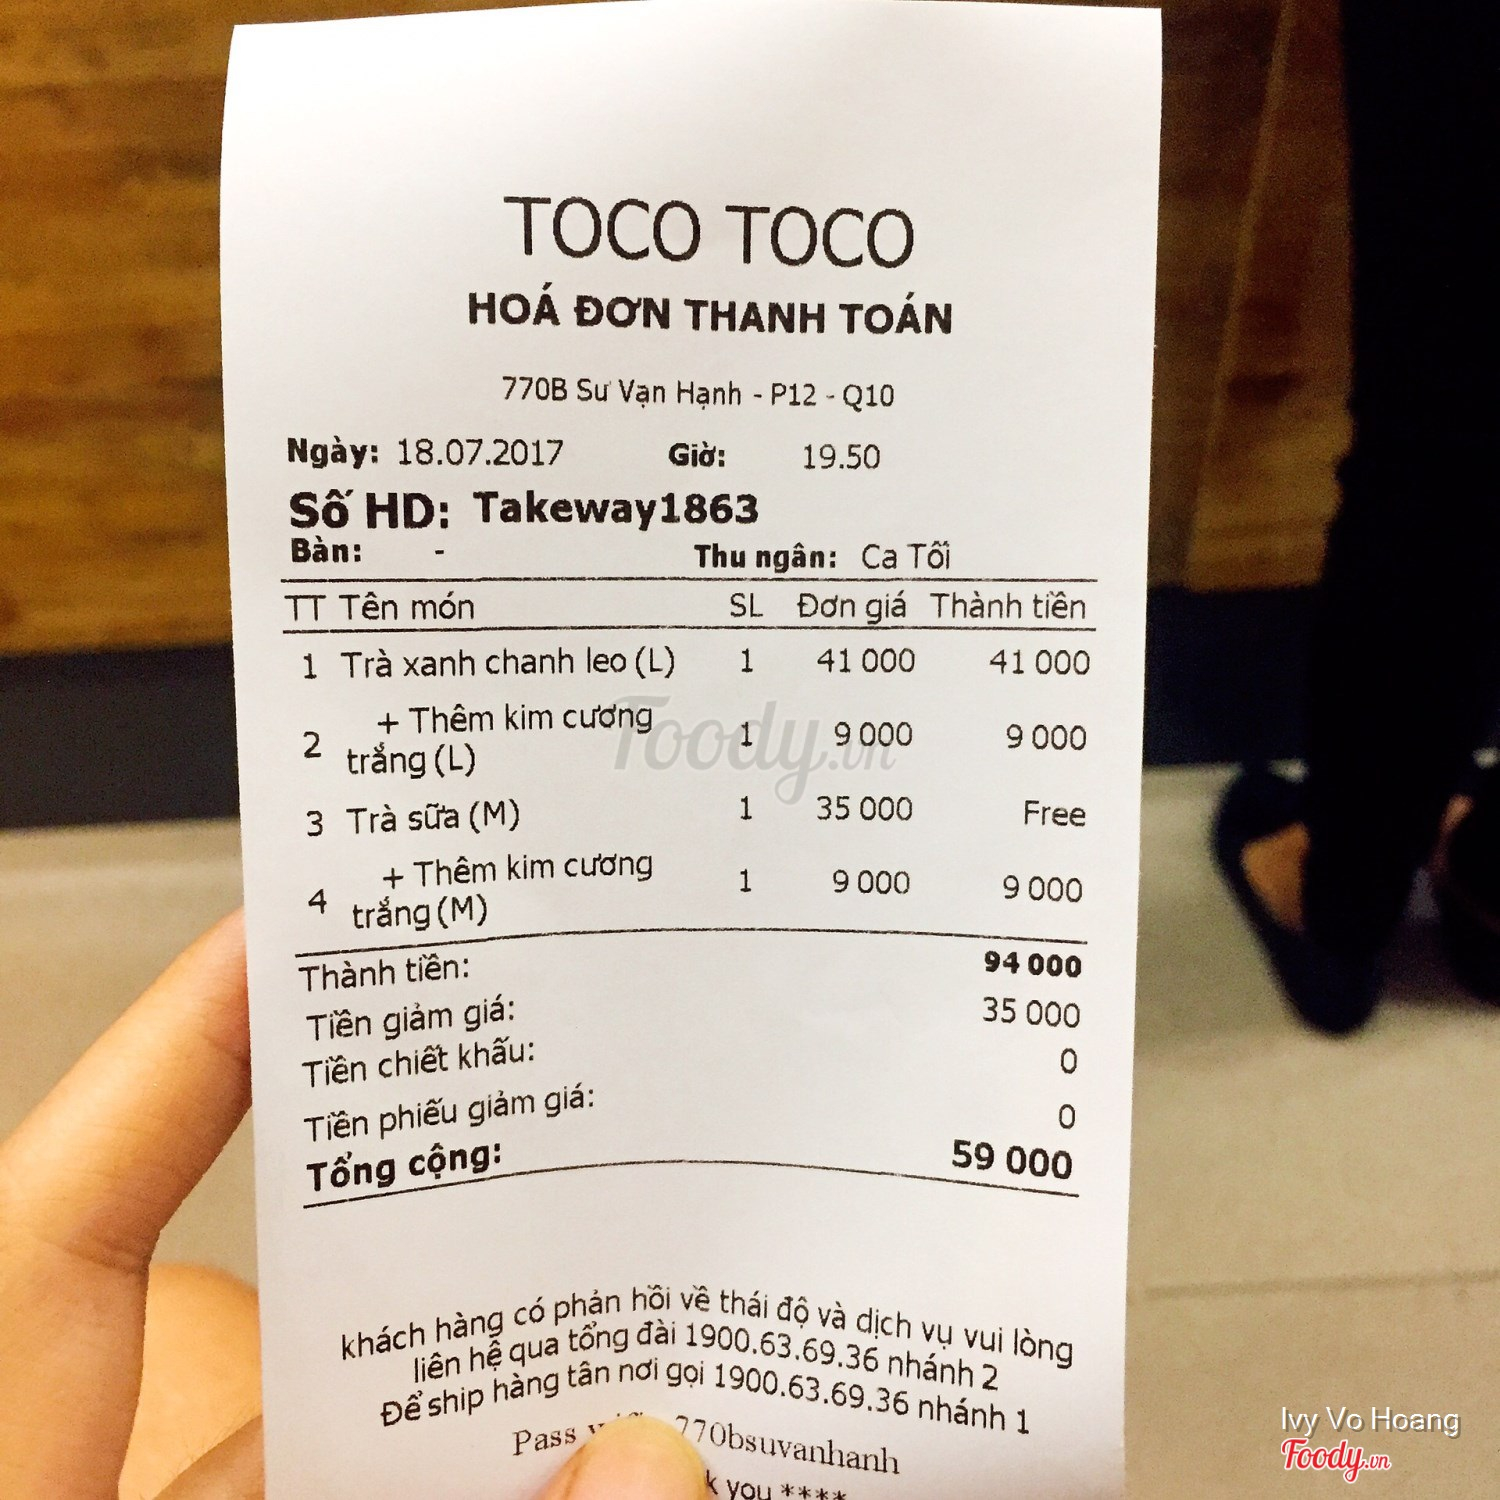 TOCO TOCO
HOÁ ĐƠN THANH TOÁN
770B Sư Vạn Hạnh - P12 - Q10
Ngày: 18.07.2017 Giờ: 19.50
Số HD: Takeway1863
Bàn: - Thu ngân: Ca Tối
TT Tên món SL Đơn giá Thành tiền
1 Trà xanh chanh leo (L) 1 41 000 41 000
2 + Thêm kim cương trắng (L) 1 9 000 9 000
3 Trà sữa (M) 1 35 000 Free
4 + Thêm kim cương trắng (M) 1 9 000 9 000
Thành tiền: 94 000
Tiền giảm giá: 35 000
Tiền chiết khấu: 0
Tiền phiếu giảm giá: 0
Tổng cộng: 59 000
khách hàng có phản hồi về thái độ và dịch vụ vui lòng
liên hệ qua tổng đài 1900.63.69.36 nhánh 2
Để ship hàng tân nơi gọi 1900.63.69.36 nhánh 1
Pass 770bsuvanhanh
you ****
Foody.vn
Ivy Vo Hoang
Foody.vn